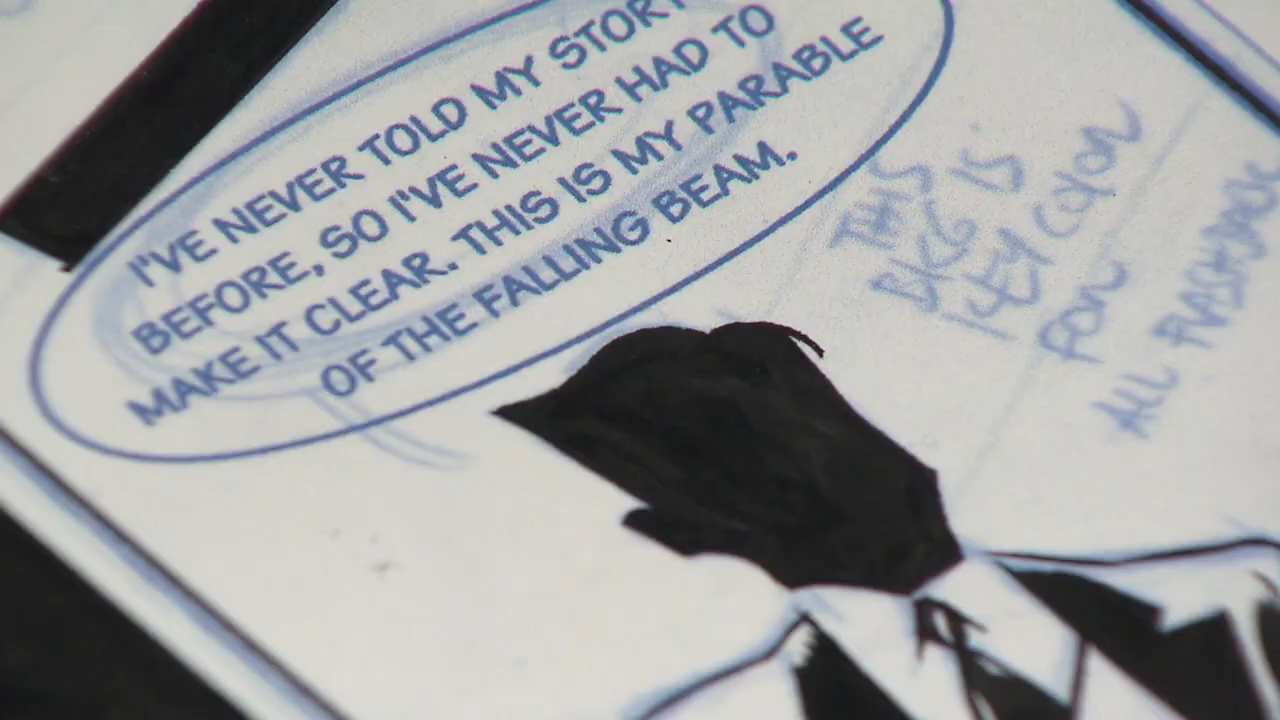 I'VE NEVER TOLD MY STORY
BEFORE, SO I'VE NEVER HAD TO
MAKE IT CLEAR. THIS IS MY PARABLE
OF THE FALLING BEAM.
THIS
BKG IS
KEY COLOR
FOR
ALL FLASHBACK